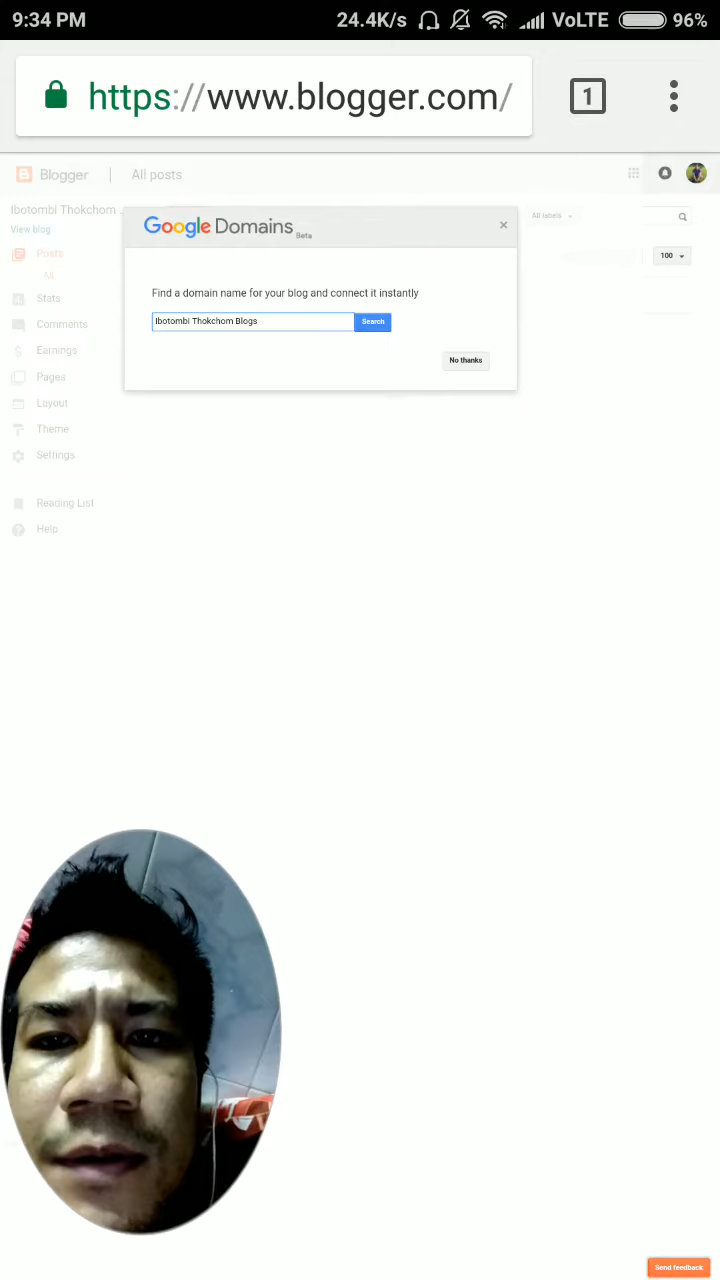 9:34 PM 24.4K/s VoLTE 96%
https://www.blogger.com/ 1
Blogger | All posts
Ibotombi Thokchom ...
View blog
Google Domains Beta ×
All labels
Posts
100
All
Find a domain name for your blog and connect it instantly
Stats
Ibotombi Thokchom Blogs Search
Comments
Earnings
No thanks
Pages
Layout
Theme
Settings
Reading List
Help
Send feedback